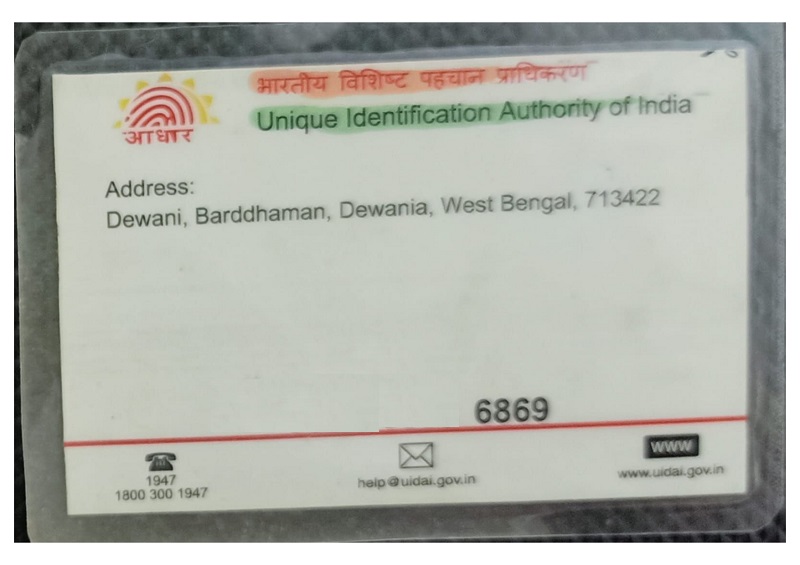 भारतीय विशिष्ट पहचान प्राधिकरण
Unique Identification Authority of India
आधार
Address:
Dewani, Barddhaman, Dewania, West Bengal, 713422
6869
1947
1800 300 1947
help@uidai.gov.in
WWW
www.uidai.gov.in